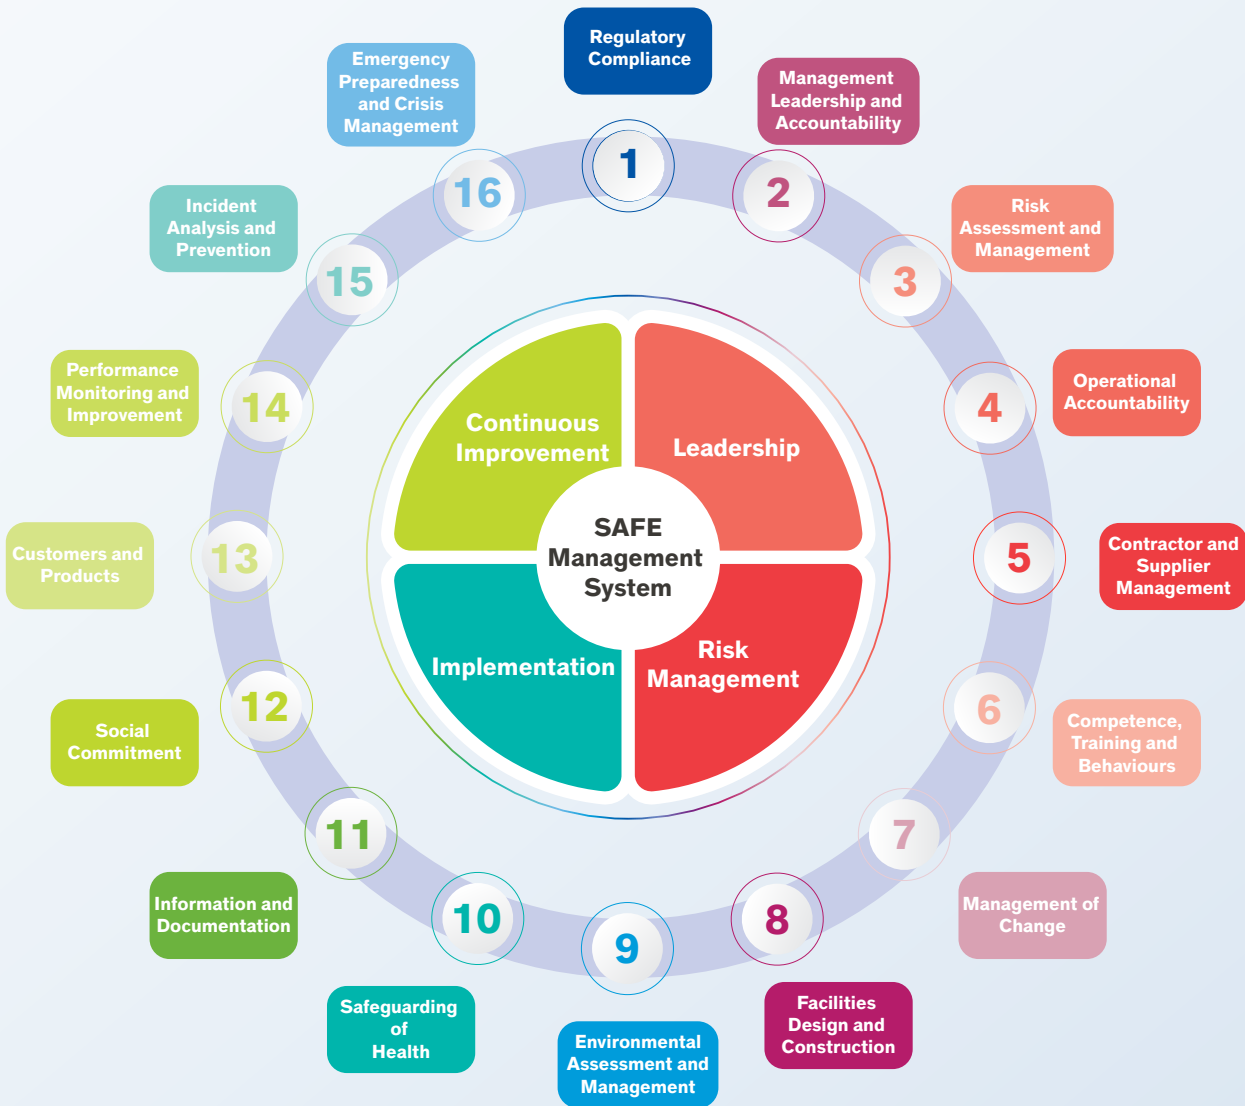 Regulatory
Compliance
1
Management
Leadership and
Accountability
2
Risk
Assessment and
Management
3
Operational
Accountability
4
Contractor and
Supplier
Management
5
Competence,
Training and
Behaviours
6
Management of
Change
7
Facilities
Design and
Construction
8
Environmental
Assessment and
Management
9
Safeguarding
of
Health
10
Information and
Documentation
11
Social
Commitment
12
Customers and
Products
13
Performance
Monitoring and
Improvement
14
Incident
Analysis and
Prevention
15
Emergency
Preparedness
and Crisis
Management
16
Continuous
Improvement
Leadership
SAFE
Management
System
Implementation
Risk
Management